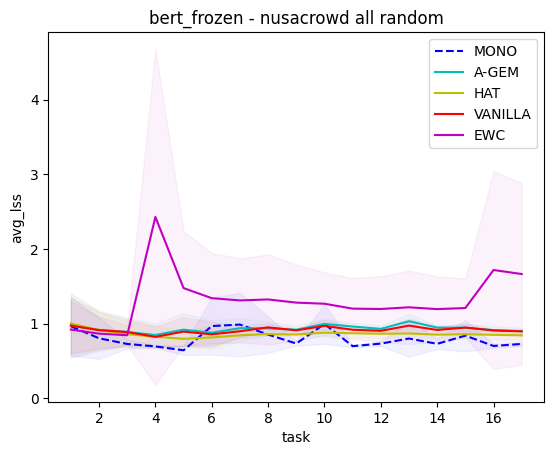 bert_frozen - nusacrowd all random
MONO
A-GEM
HAT
VANILLA
EWC
avg_lss
4
3
2
1
0
2 4 6 8 10 12 14 16
task